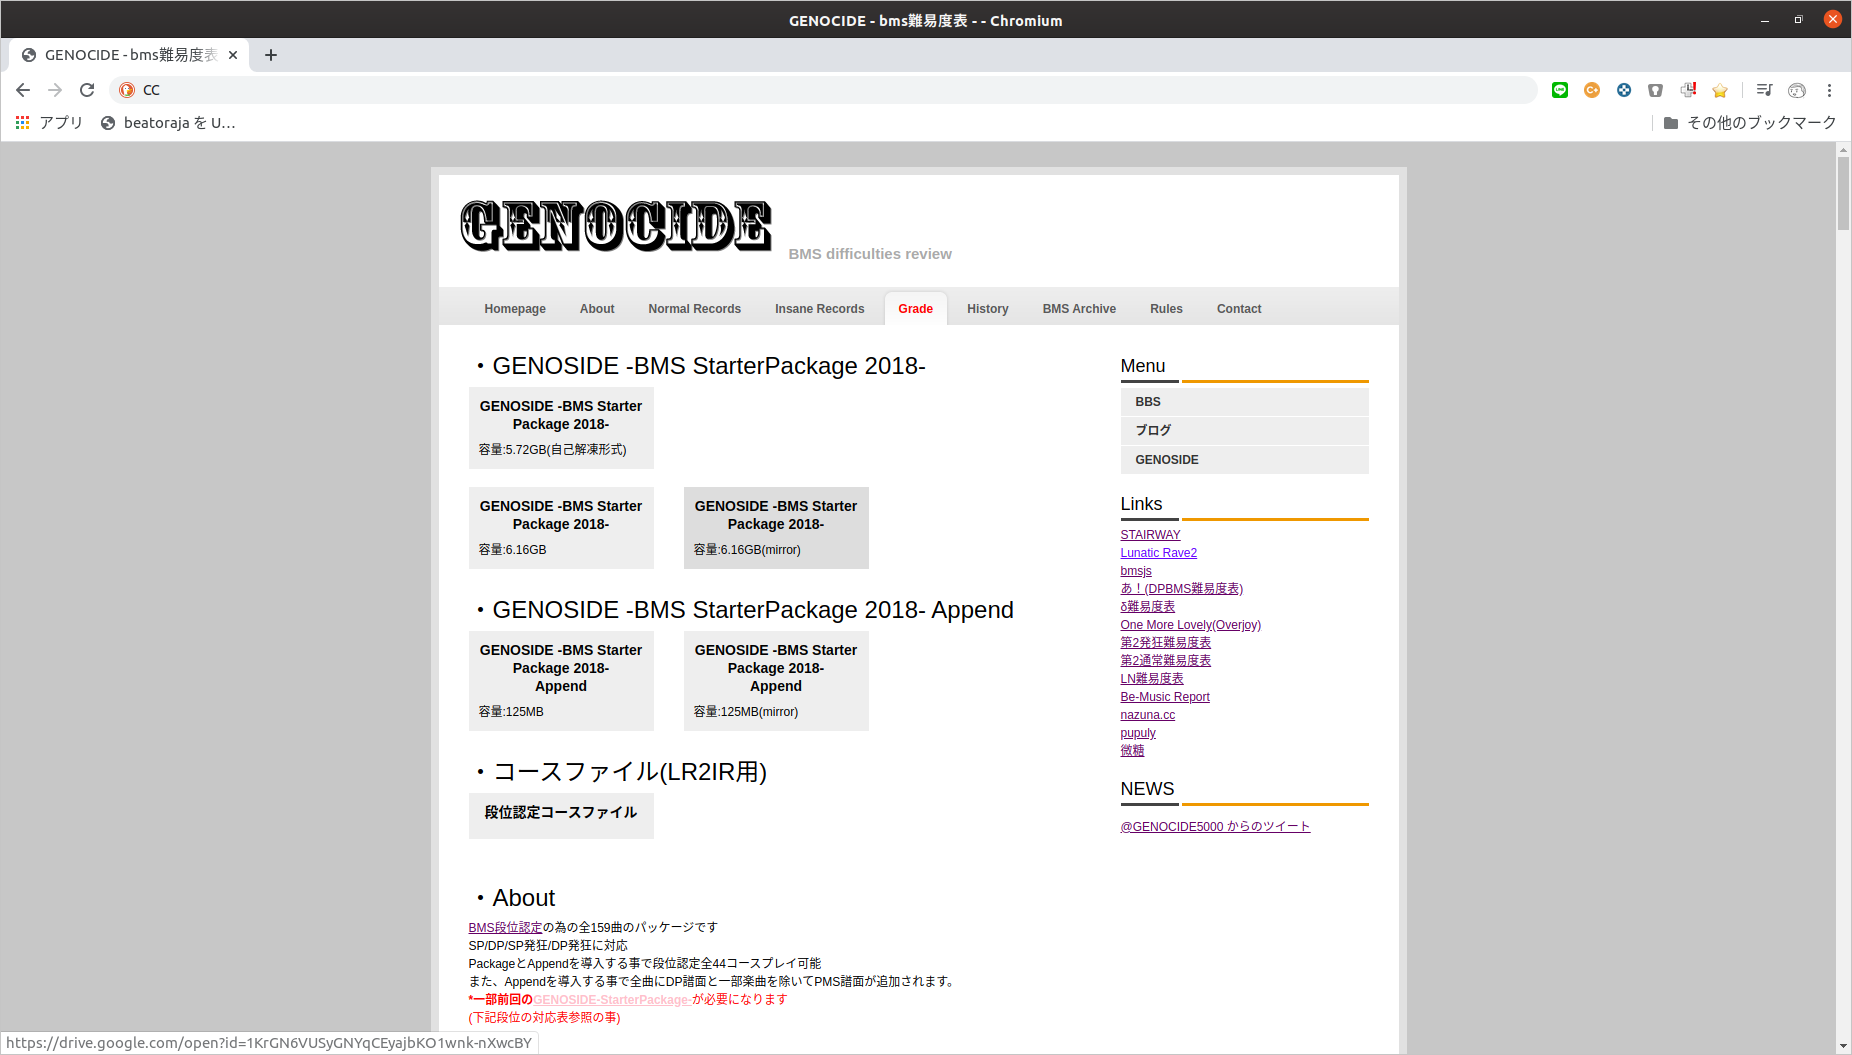 GENOCIDE - bms難易度表 - - Chromium
GENOCIDE - bms難易度表
CC
アプリ
beatoraja を U…
その他のブックマーク
GENOCIDE
BMS difficulties review
Homepage About Normal Records Insane Records Grade History BMS Archive Rules Contact
・GENOSIDE -BMS StarterPackage 2018-
GENOSIDE -BMS Starter
Package 2018-
容量:5.72GB(自己解凍形式)
GENOSIDE -BMS Starter
Package 2018-
容量:6.16GB
GENOSIDE -BMS Starter
Package 2018-
容量:6.16GB(mirror)
・GENOSIDE -BMS StarterPackage 2018- Append
GENOSIDE -BMS Starter
Package 2018-
Append
容量:125MB
GENOSIDE -BMS Starter
Package 2018-
Append
容量:125MB(mirror)
・コースファイル(LR2IR用)
段位認定コースファイル
・About
BMS段位認定の為の全159曲のパッケージです
SP/DP/SP発狂/DP発狂に対応
PackageとAppendを導入する事で段位認定全44コースプレイ可能
また、Appendを導入する事で全曲にDP譜面と一部楽曲を除いてPMS譜面が追加されます。
*一部前回のGENOSIDE-StarterPackage-が必要になります
(下記段位の対応表参照の事)
Menu
BBS
ブログ
GENOSIDE
Links
STAIRWAY
Lunatic Rave2
bmsjs
あ！(DPBMS難易度表)
δ難易度表
One More Lovely(Overjoy)
第2発狂難易度表
第2通常難易度表
LN難易度表
Be-Music Report
nazuna.cc
pupuly
微糖
NEWS
@GENOCIDE5000 からのツイート
https://drive.google.com/open?id=1KrGN6VUSyGNYqCEyajbKO1wnk-nXwcBY